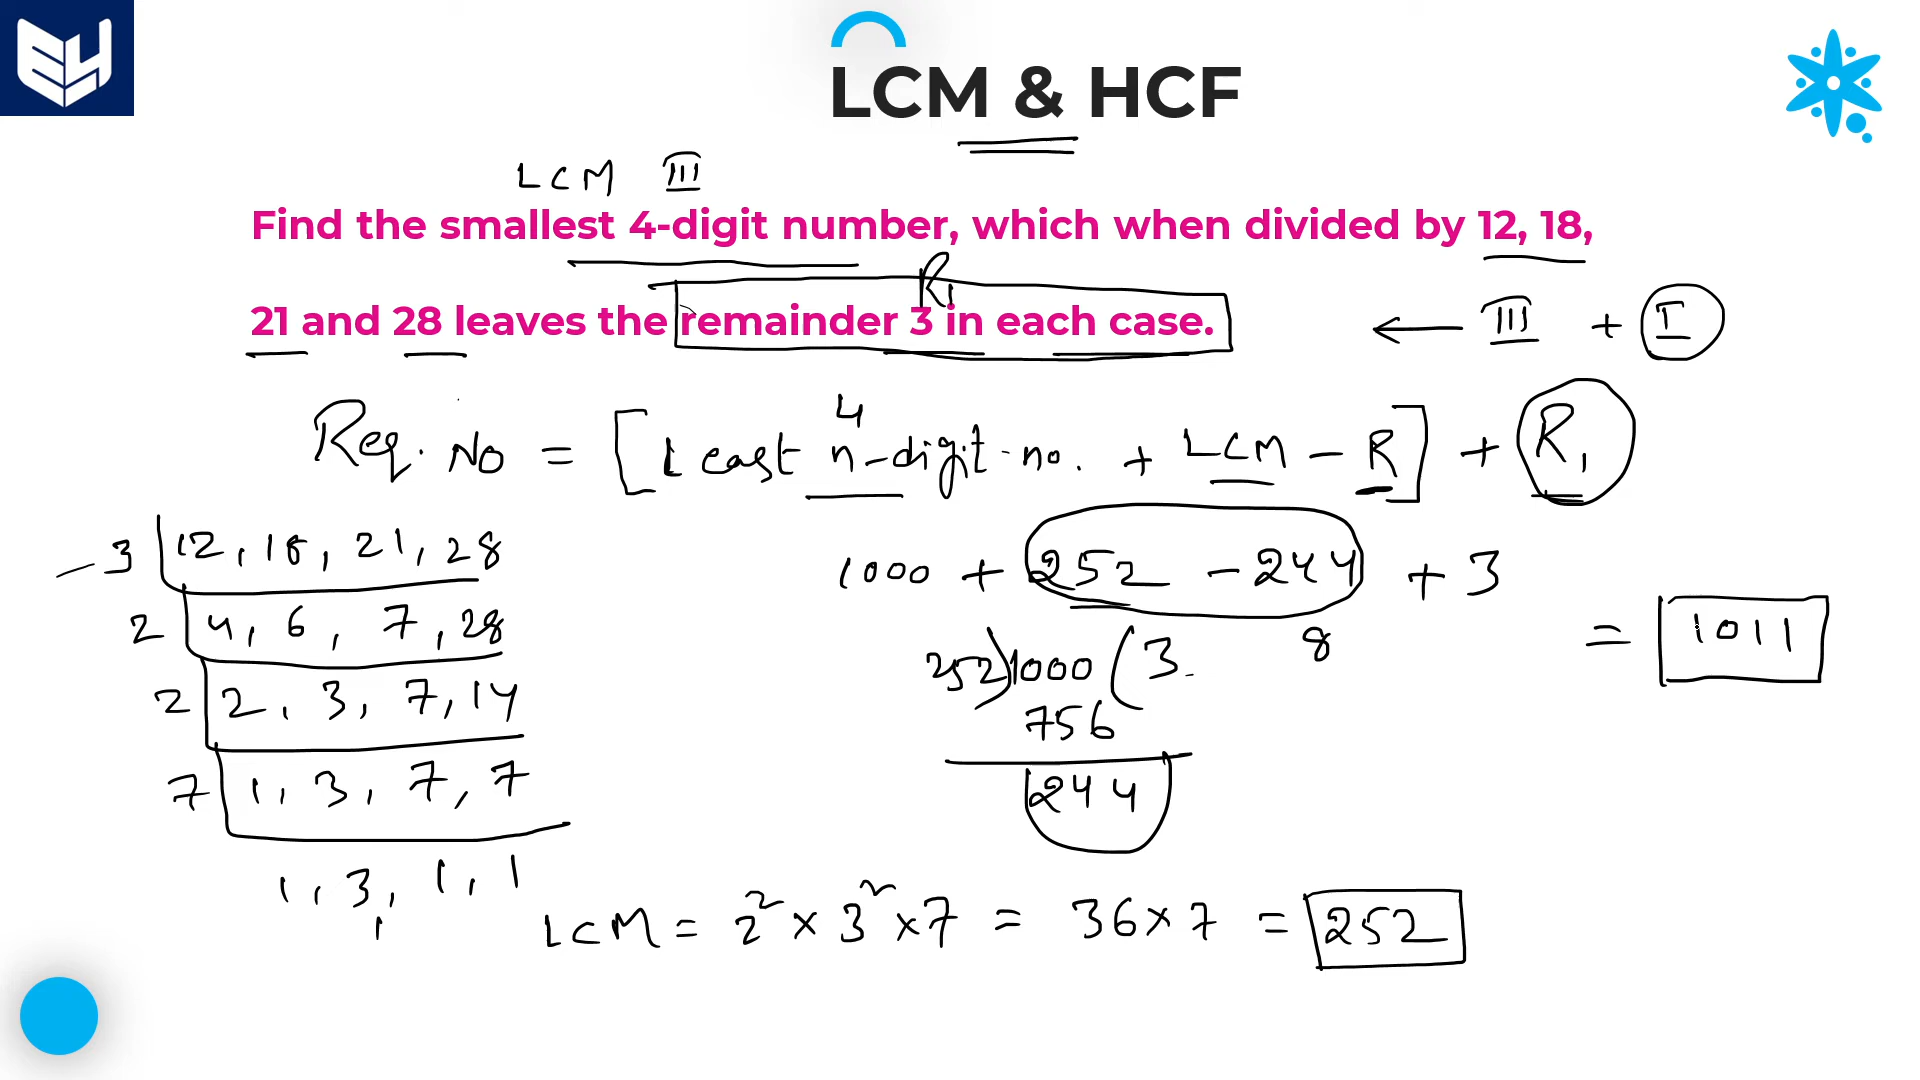 EY
LCM & HCF
LCM III
Find the smallest 4-digit number, which when divided by 12, 18,
R₁
21 and 28 leaves the remainder 3 in each case.
← III + I
4
Req. No = [Least n-digit-no. + LCM - R] + R₁
3 | 12, 18, 21, 28
2 | 4, 6, 7, 28
2 | 2, 3, 7, 14
7 | 1, 3, 7, 7
1, 3, 1, 1
1000 + 252 - 244 + 3
8
= 1011
252)1000(3
756
244
LCM = 2² × 3² × 7 = 36 × 7 = 252